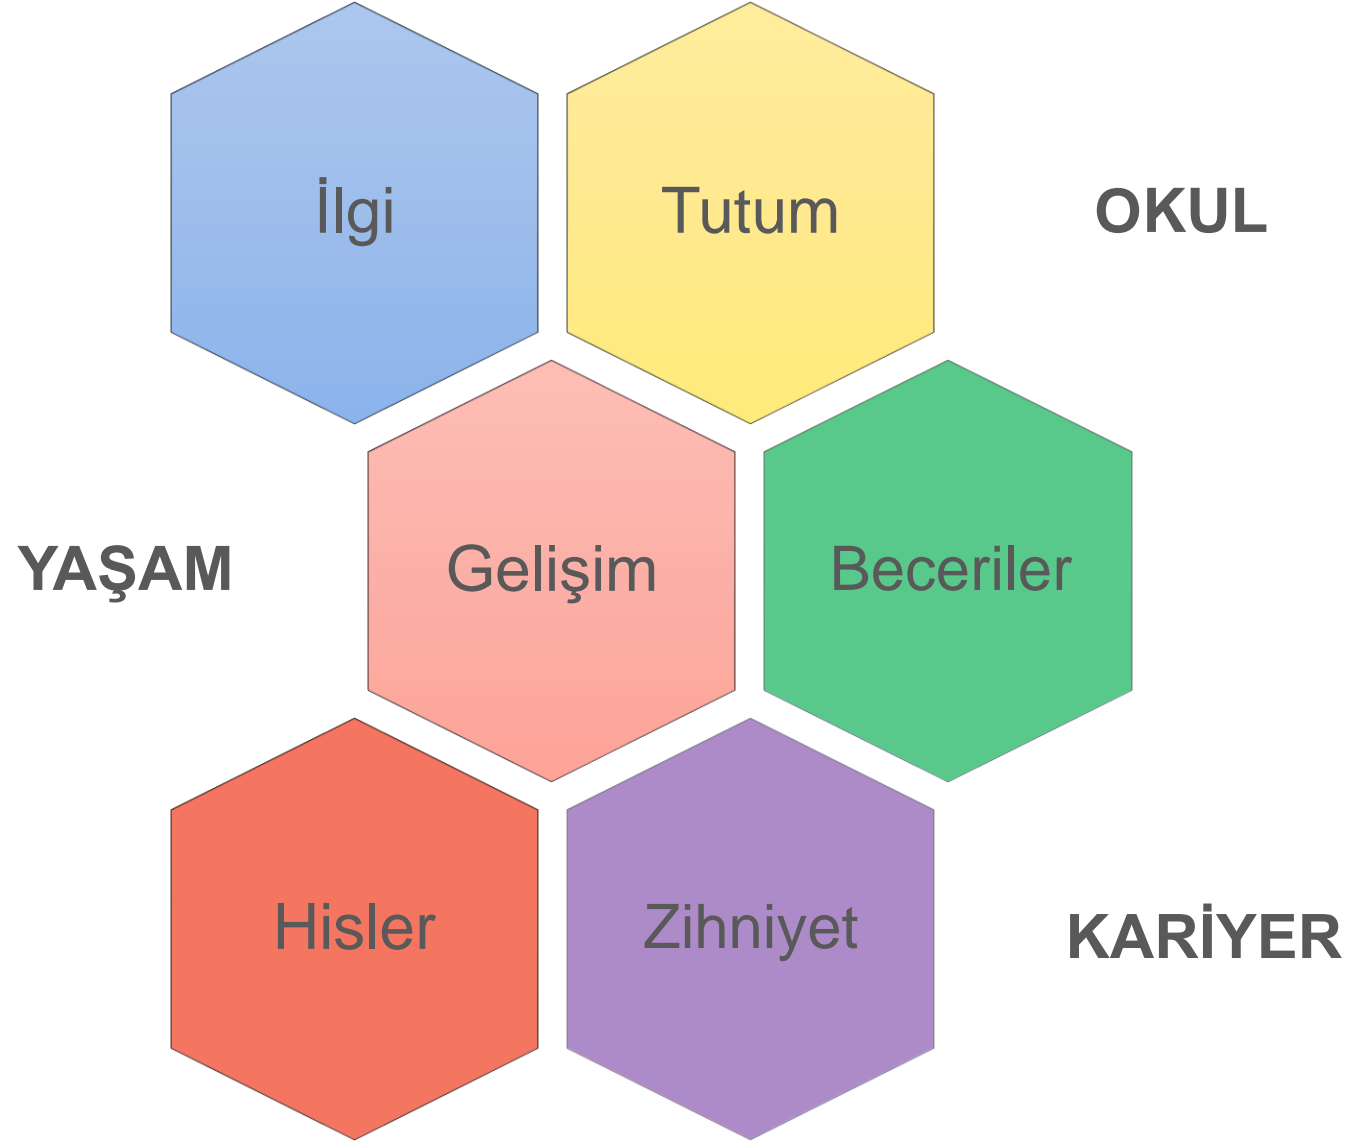 İlgi
Tutum
OKUL
YAŞAM
Gelişim
Beceriler
Hisler
Zihniyet
KARİYER